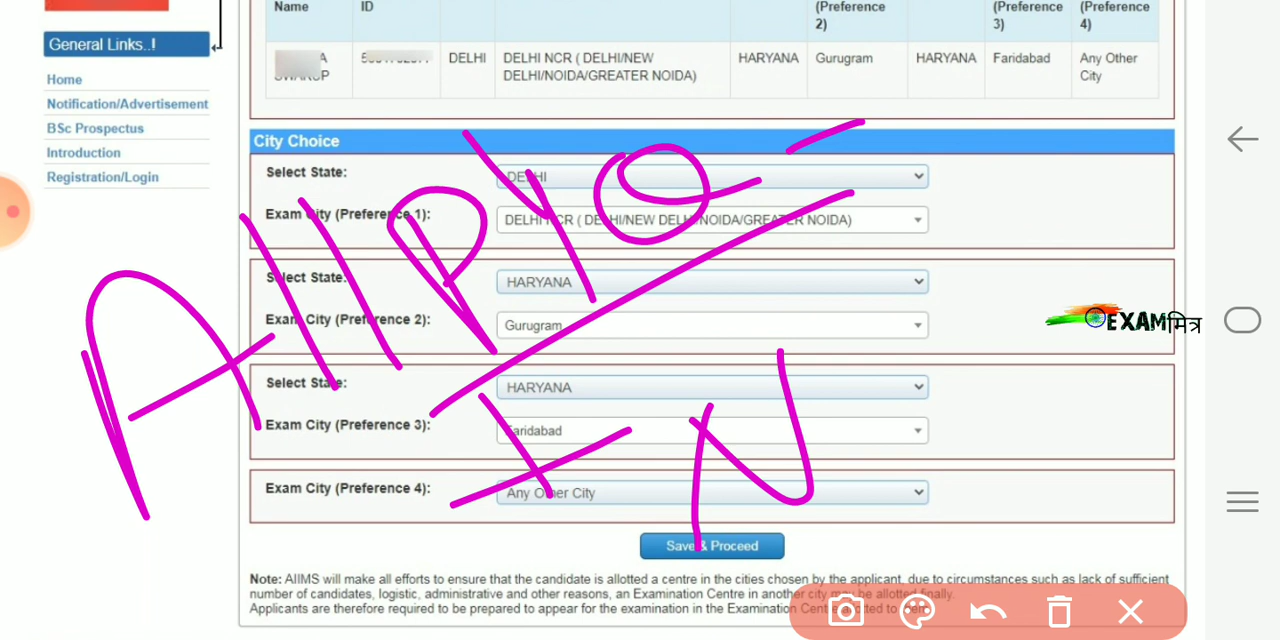 Name ID (Preference 2) (Preference 3) (Preference 4)
DELHI DELHI NCR ( DELHI/NEW DELHI/NOIDA/GREATER NOIDA) HARYANA Gurugram HARYANA Faridabad Any Other City
General Links..!
Home
Notification/Advertisement
BSc Prospectus
Introduction
Registration/Login
City Choice
Select State: DELHI
Exam City (Preference 1): DELHI NCR ( DELHI/NEW DELHI/NOIDA/GREATER NOIDA)
Select State: HARYANA
Exam City (Preference 2): Gurugram
EXAMमित्र
Select State: HARYANA
Exam City (Preference 3): Faridabad
Exam City (Preference 4): Any Other City
Save & Proceed
Note: AIIMS will make all efforts to ensure that the candidate is allotted a centre in the cities chosen by the applicant, due to circumstances such as lack of sufficient
number of candidates, logistic, administrative and other reasons, an Examination Centre in another city may be allotted finally.
Applicants are therefore required to be prepared to appear for the examination in the Examination Centre allotted to them.